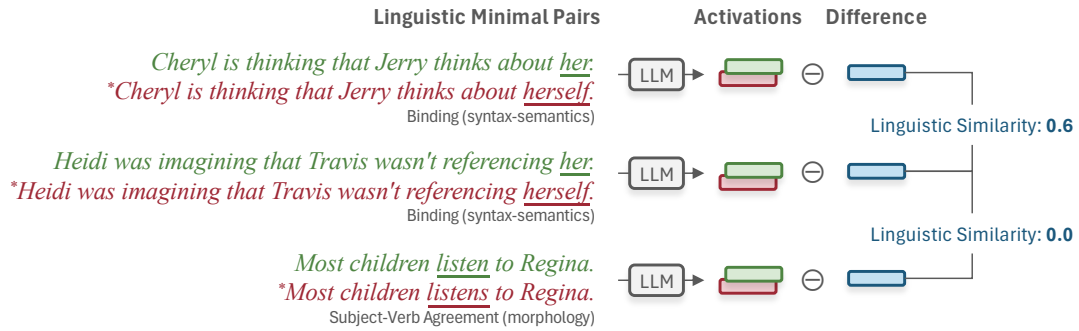 Linguistic Minimal Pairs Activations Difference
Cheryl is thinking that Jerry thinks about her.
*Cheryl is thinking that Jerry thinks about herself.
Binding (syntax-semantics)
LLM
Linguistic Similarity: 0.6
Heidi was imagining that Travis wasn't referencing her.
*Heidi was imagining that Travis wasn't referencing herself.
Binding (syntax-semantics)
LLM
Linguistic Similarity: 0.0
Most children listen to Regina.
*Most children listens to Regina.
Subject-Verb Agreement (morphology)
LLM